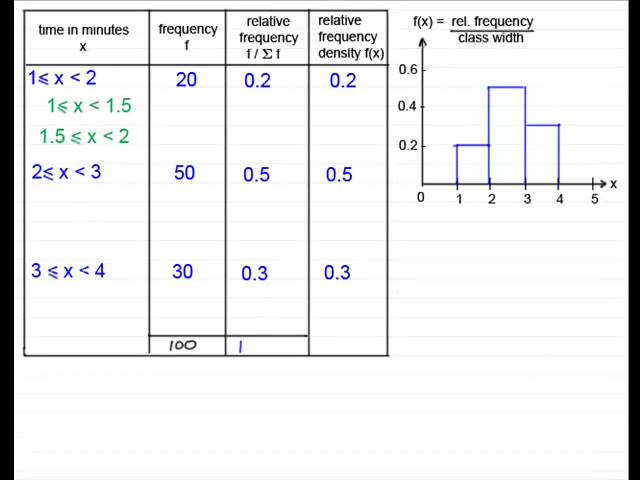 time in minutes
x
frequency
f
relative
frequency
f / Σ f
relative
frequency
density f(x)
1⩽ x < 2
20
0.2
0.2
1⩽ x < 1.5
1.5 ⩽ x < 2
2⩽ x < 3
50
0.5
0.5
3 ⩽ x < 4
30
0.3
0.3
100
1
f(x) = rel. frequency
class width
0.6
0.4
0.2
0
1
2
3
4
5
x